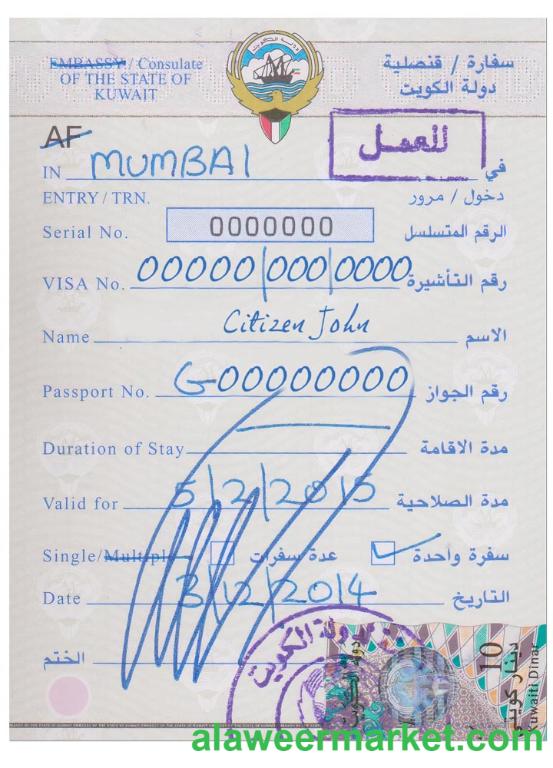 EMBASSY / Consulate سفارة / قنصلية
OF THE STATE OF دولة الكويت
KUWAIT
AF للعمل
IN MUMBAI في
ENTRY / TRN. دخول / مرور
Serial No. 0000000 الرقم المتسلسل
VISA No. 00000/000/0000 رقم التأشيرة
Name Citizen John الاسم
Passport No. G00000000 رقم الجواز
Duration of Stay مدة الاقامة
Valid for 5/2/2015 مدة الصلاحية
Single/Multiple عدة سفرات سفرة واحدة
Date 3/12/2014 التاريخ
الختم
دولة الكويت
10
دينار كويتي
Kuwaiti Dinar
alaweermarket.com